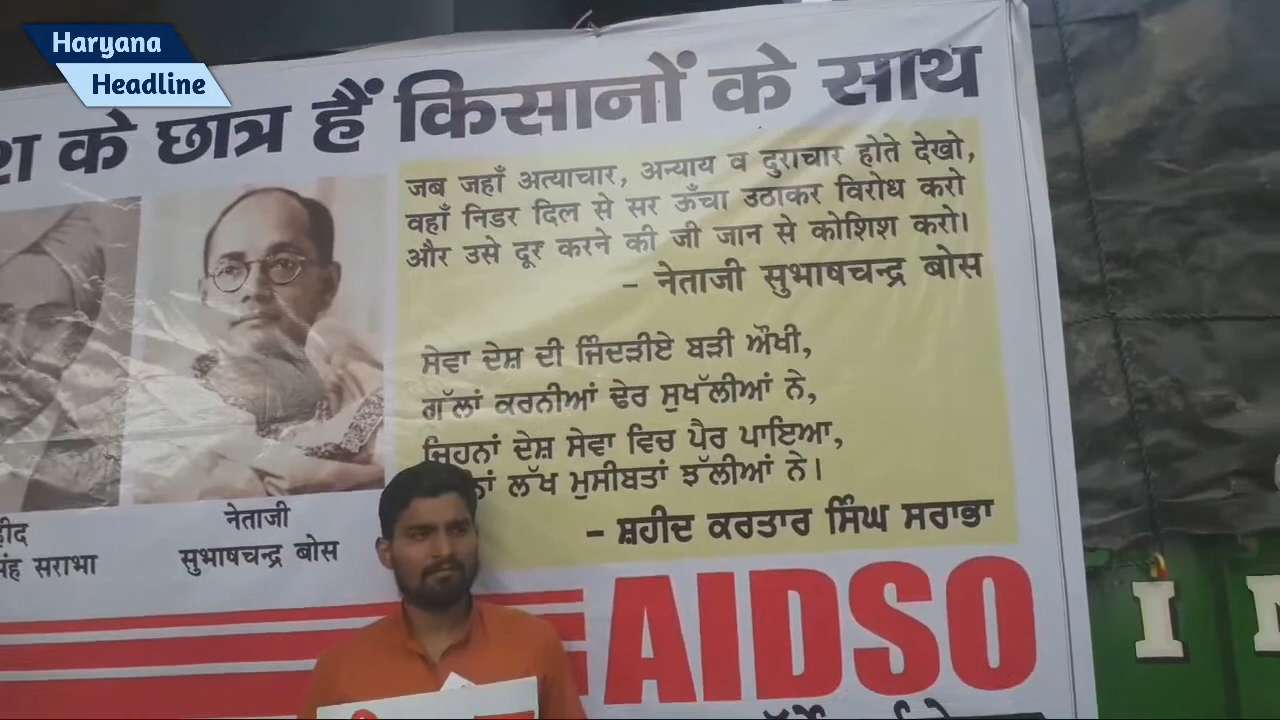 Haryana
Headline
के छात्र हैं किसानों के साथ
जब जहाँ अत्याचार, अन्याय व दुराचार होते देखो,
वहाँ निडर दिल से सर ऊँचा उठाकर विरोध करो
और उसे दूर करने की जी जान से कोशिश करो।
- नेताजी सुभाषचन्द्र बोस
ਸੇਵਾ ਦੇਸ਼ ਦੀ ਜਿੰਦੜੀਏ ਬੜੀ ਔਖੀ,
ਗੱਲਾਂ ਕਰਨੀਆਂ ਢੇਰ ਸੁਖੱਲੀਆਂ ਨੇ,
ਜਿਹਨਾਂ ਦੇਸ਼ ਸੇਵਾ ਵਿਚ ਪੈਰ ਪਾਇਆ,
ਲੱਖ ਮੁਸੀਬਤਾਂ ਝੱਲੀਆਂ ਨੇ।
- ਸ਼ਹੀਦ ਕਰਤਾਰ ਸਿੰਘ ਸਰਾਭਾ
सराभा
नेताजी
सुभाषचन्द्र बोस
AIDSO